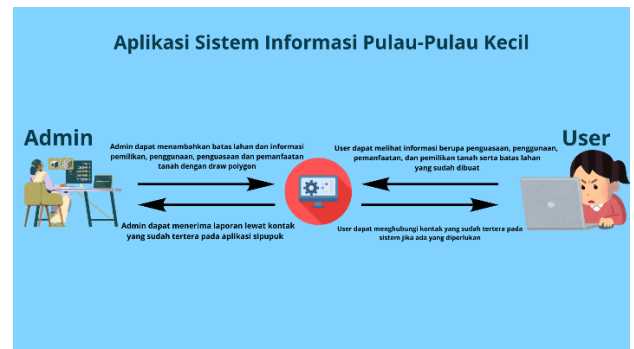 Aplikasi Sistem Informasi Pulau-Pulau Kecil
Admin
Admin dapat menambahkan batas lahan dan informasi
pemilikan, penggunaan, penguasaan dan pemanfaatan
tanah dengan draw polygon
Admin dapat menerima laporan lewat kontak
yang sudah tertera pada aplikasi sipupuk
User dapat melihat informasi berupa penguasaan, penggunaan,
pemanfaatan, dan pemilikan tanah serta batas lahan
yang sudah dibuat
User
User dapat menghubungi kontak yang sudah tertera pada
sistem jika ada yang diperlukan